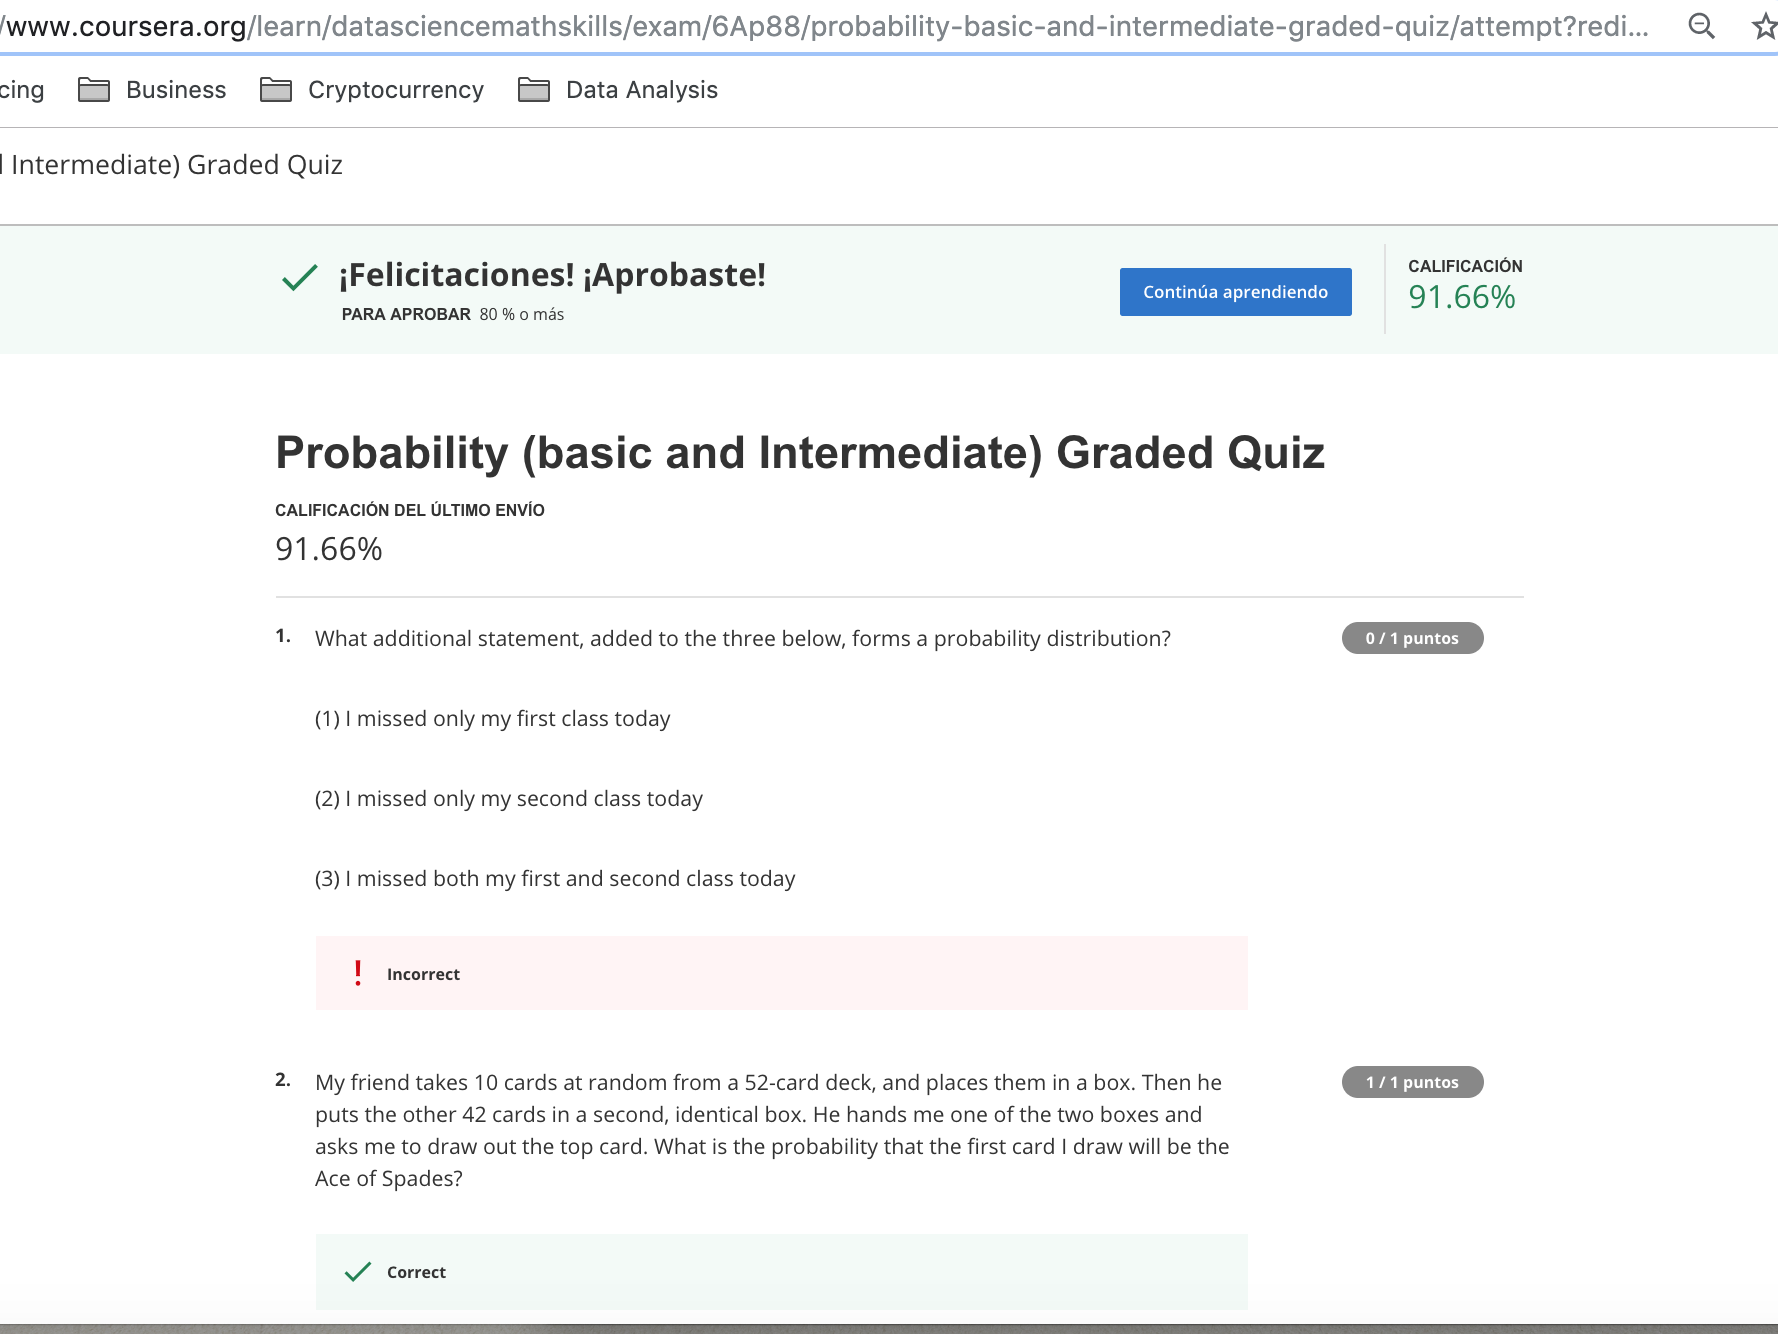 /www.coursera.org/learn/datasciencemathskills/exam/6Ap88/probability-basic-and-intermediate-graded-quiz/attempt?redi...
cing Business Cryptocurrency Data Analysis
l Intermediate) Graded Quiz
¡Felicitaciones! ¡Aprobaste!
PARA APROBAR 80 % o más
Continúa aprendiendo
CALIFICACIÓN
91.66%
Probability (basic and Intermediate) Graded Quiz
CALIFICACIÓN DEL ÚLTIMO ENVÍO
91.66%
1. What additional statement, added to the three below, forms a probability distribution?
0 / 1 puntos
(1) I missed only my first class today
(2) I missed only my second class today
(3) I missed both my first and second class today
! Incorrect
2. My friend takes 10 cards at random from a 52-card deck, and places them in a box. Then he
puts the other 42 cards in a second, identical box. He hands me one of the two boxes and
asks me to draw out the top card. What is the probability that the first card I draw will be the
Ace of Spades?
1 / 1 puntos
Correct